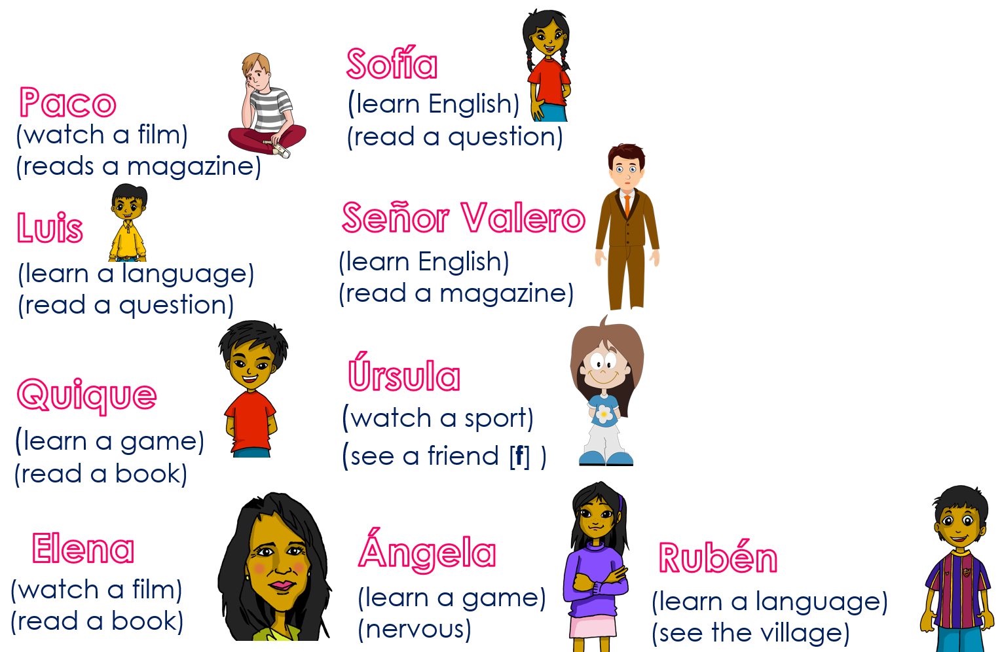 Paco
(watch a film)
(reads a magazine)
Sofía
(learn English)
(read a question)
Luis
(learn a language)
(read a question)
Señor Valero
(learn English)
(read a magazine)
Quique
(learn a game)
(read a book)
Úrsula
(watch a sport)
(see a friend [f] )
Elena
(watch a film)
(read a book)
Ángela
(learn a game)
(nervous)
Rubén
(learn a language)
(see the village)